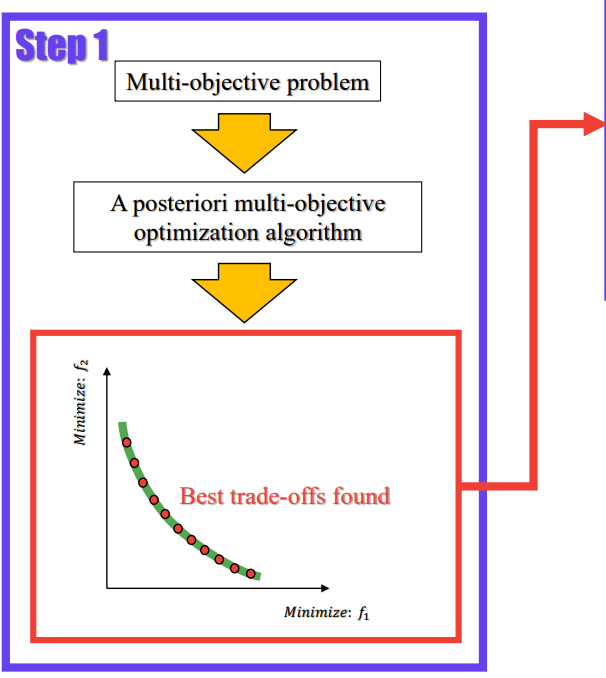 Step 1
Multi-objective problem
A posteriori multi-objective
optimization algorithm
Minimize: f₂
Best trade-offs found
Minimize: f₁